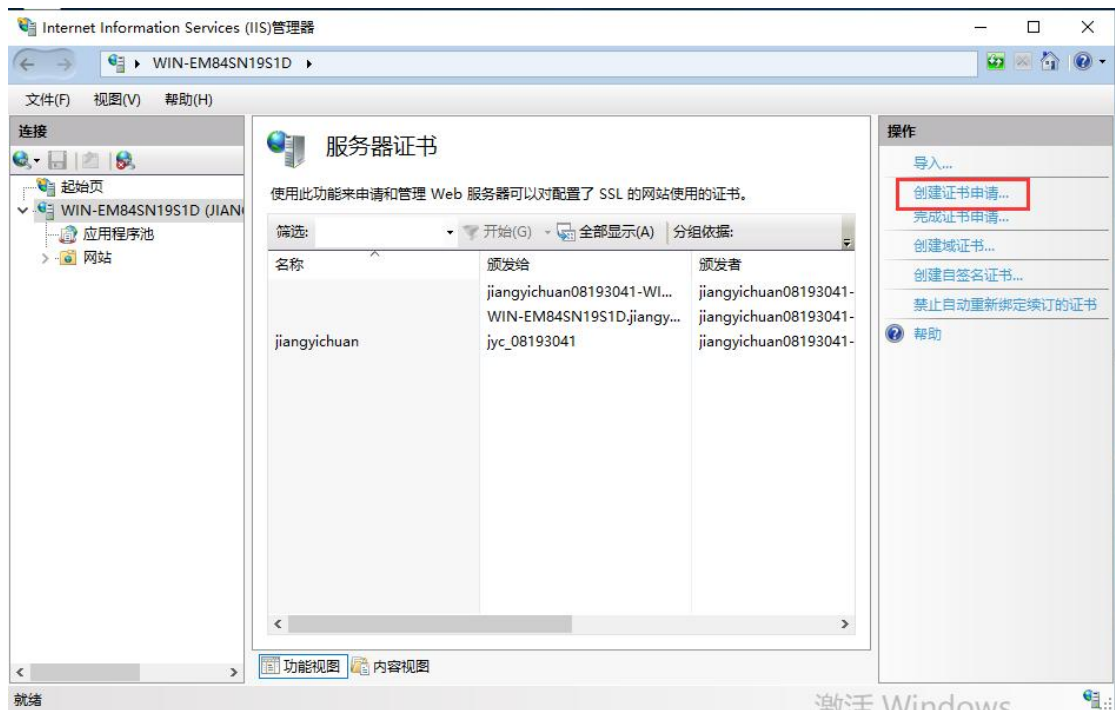 Internet Information Services (IIS)管理器
WIN-EM84SN19S1D
文件(F) 视图(V) 帮助(H)
连接
起始页
WIN-EM84SN19S1D (JIAN
应用程序池
网站
服务器证书
使用此功能来申请和管理 Web 服务器可以对配置了 SSL 的网站使用的证书。
筛选: 开始(G) 全部显示(A) 分组依据:
名称 颁发给 颁发者
jiangyichuan08193041-WI... jiangyichuan08193041-
WIN-EM84SN19S1D.jiangy... jiangyichuan08193041-
jiangyichuan jyc_08193041 jiangyichuan08193041-
功能视图 内容视图
操作
导入...
创建证书申请...
完成证书申请...
创建域证书...
创建自签名证书...
禁止自动重新绑定续订的证书
帮助
就绪
激活 Windows